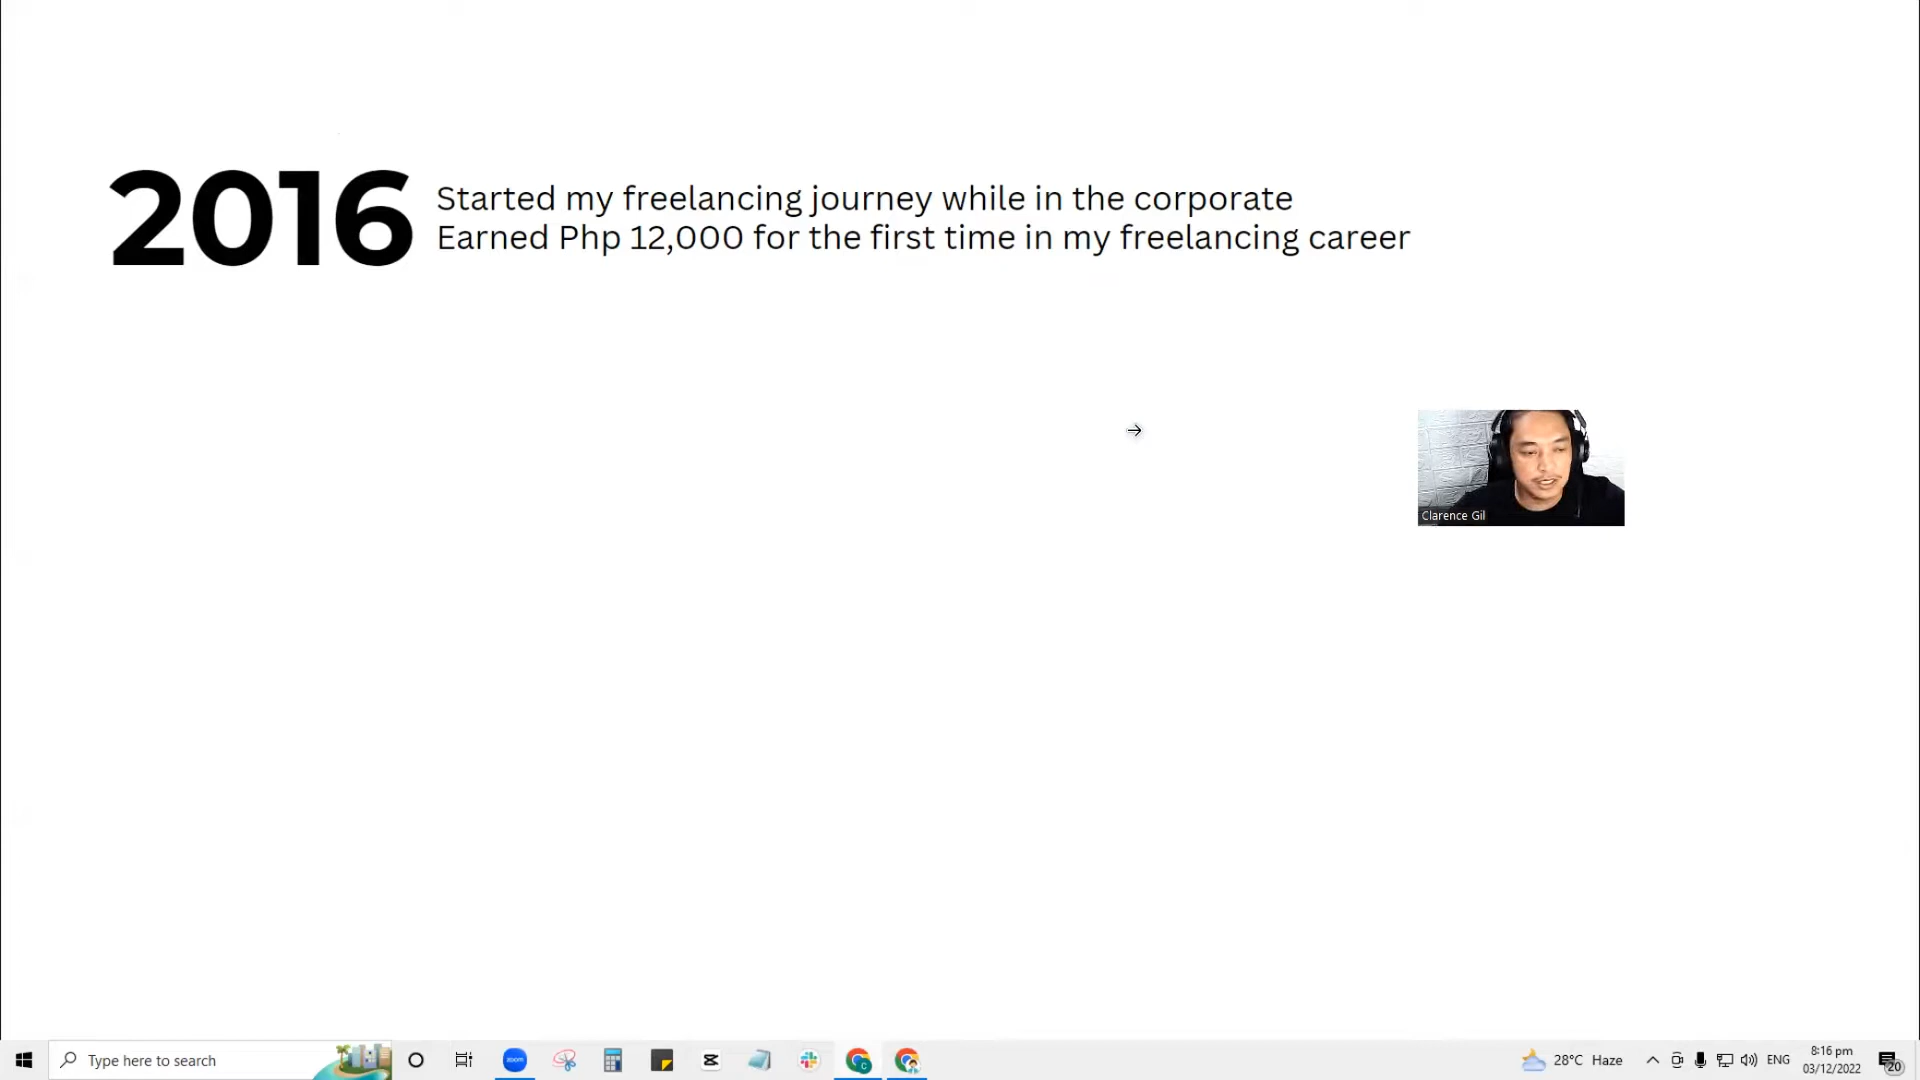 2016
Started my freelancing journey while in the corporate
Earned Php 12,000 for the first time in my freelancing career
Clarence Gil
Type here to search
zoom
28°C Haze
ENG
8:16 pm
03/12/2022
20